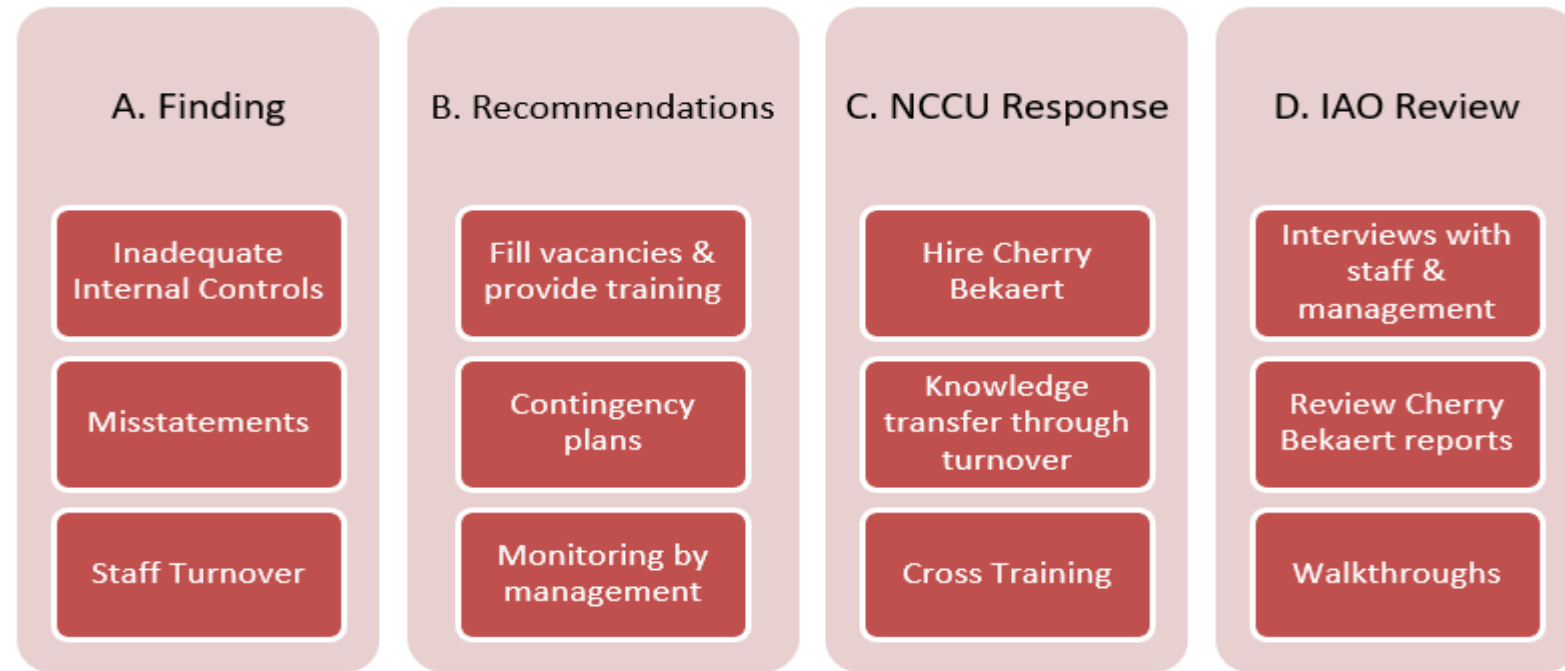 A. Finding
Inadequate
Internal Controls
Misstatements
Staff Turnover
B. Recommendations
Fill vacancies &
provide training
Contingency
plans
Monitoring by
management
C. NCCU Response
Hire Cherry
Bekaert
Knowledge
transfer through
turnover
Cross Training
D. IAO Review
Interviews with
staff &
management
Review Cherry
Bekaert reports
Walkthroughs